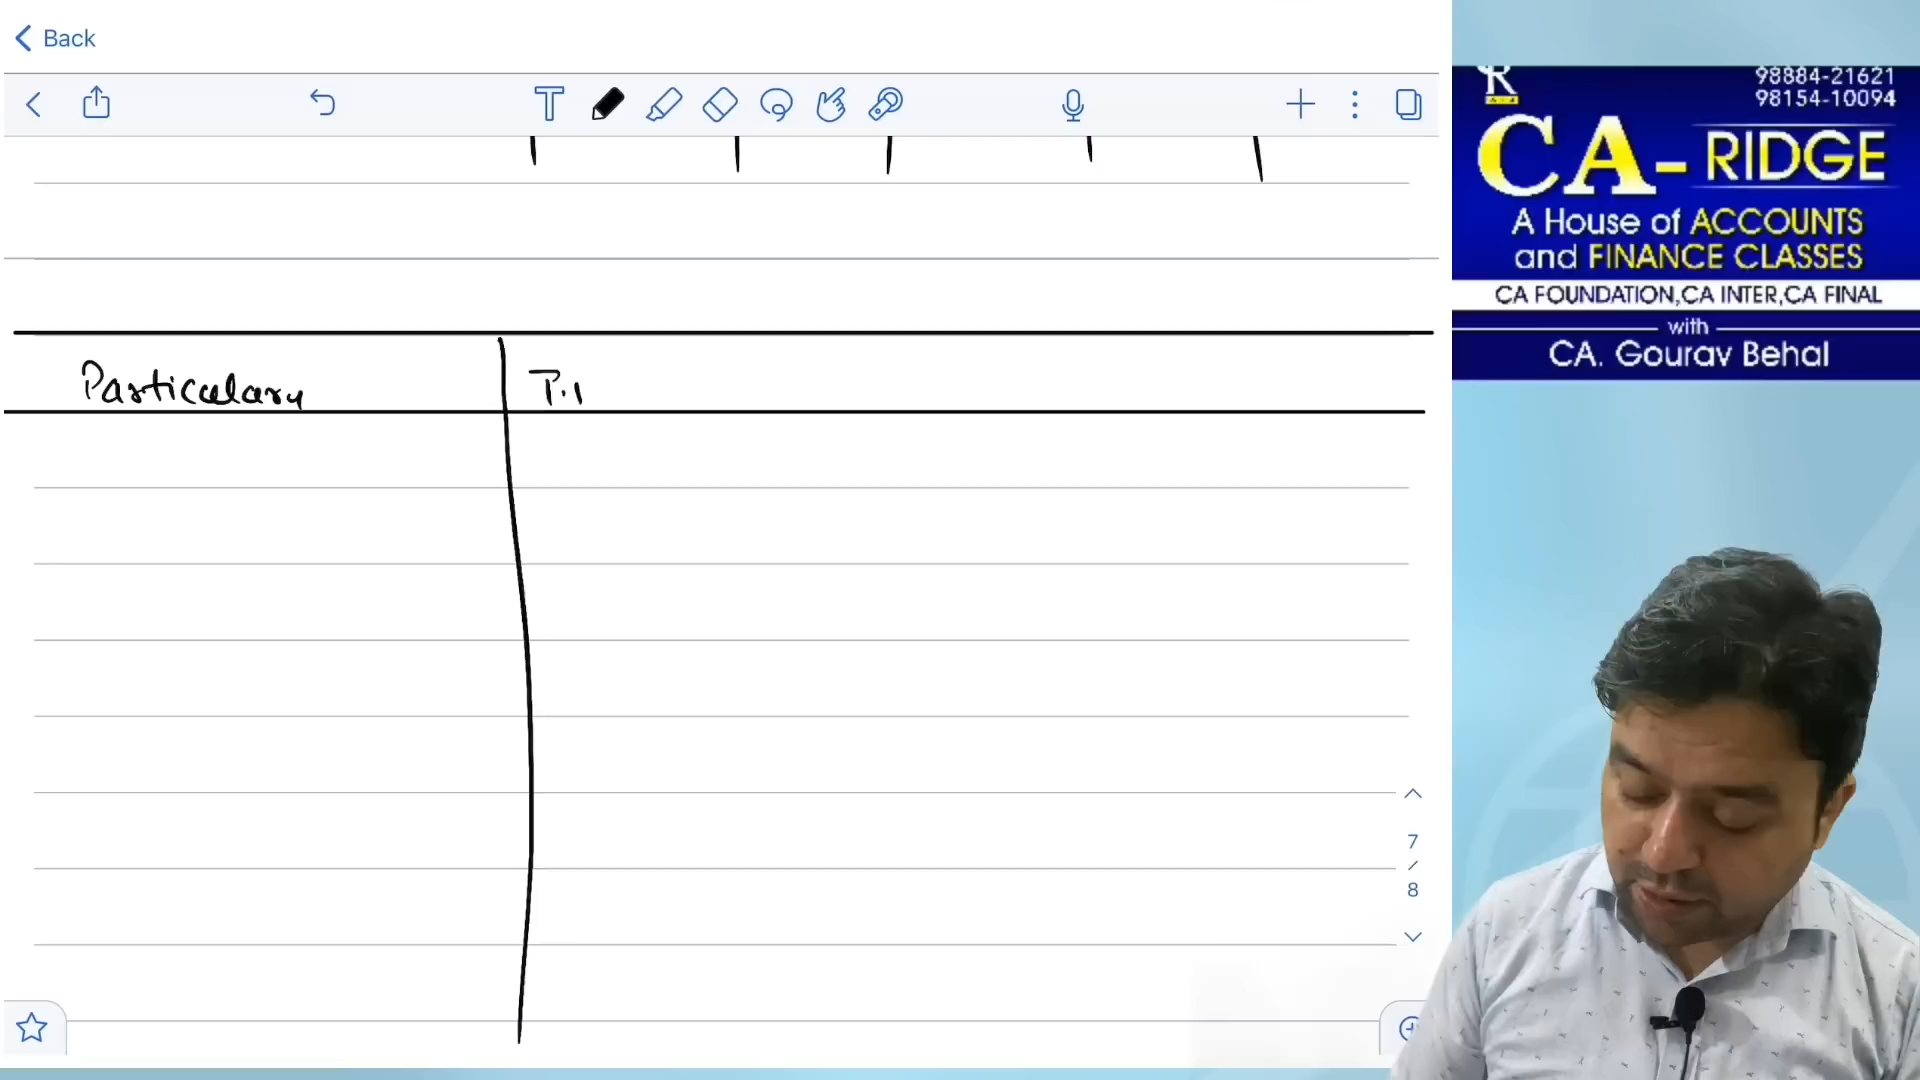 Back
T
Particulars
T.
7
/
8
R
98884-21621
98154-10094
CA-RIDGE
A House of ACCOUNTS
and FINANCE CLASSES
CA FOUNDATION,CA INTER,CA FINAL
with
CA. Gourav Behal